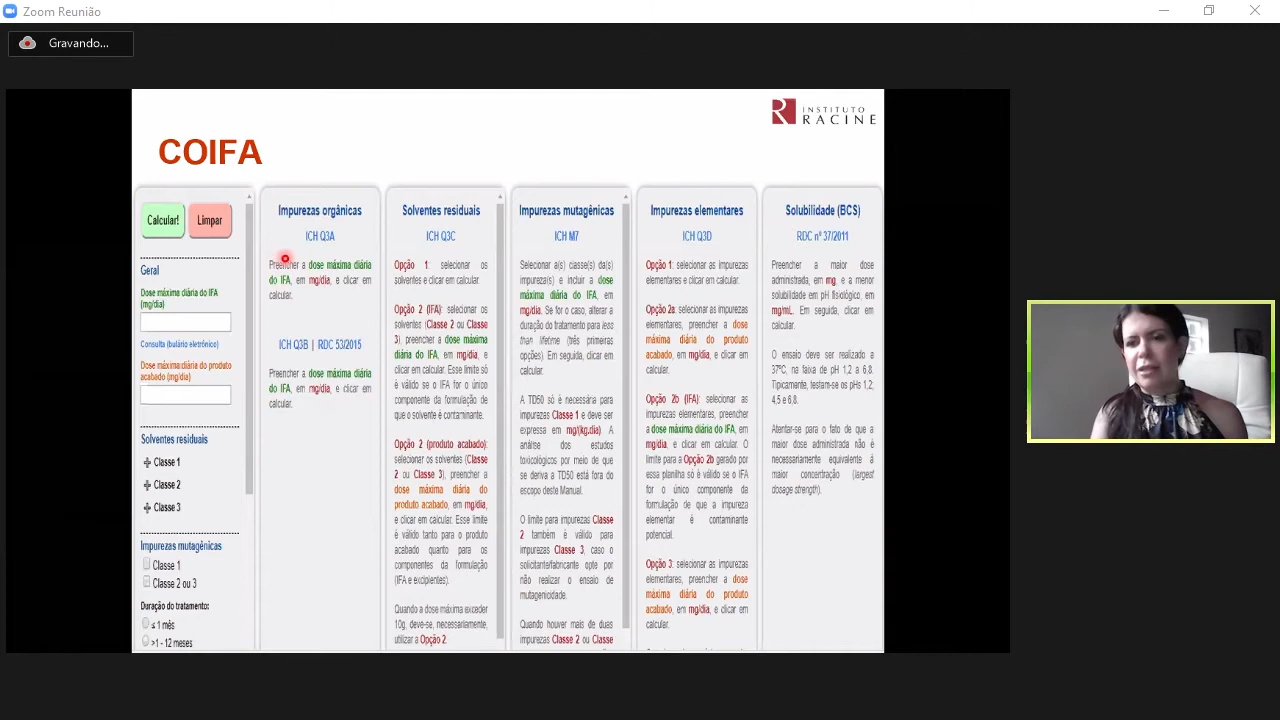 Zoom Reunião
Gravando...
INSTITUTO
RACINE
COIFA
Calcular!
Limpar
Geral
Dose máxima diária do IFA
(mg/dia)
Consulta (bulário eletrônico)
Dose máxima diária do produto
acabado (mg/dia)
Solventes residuais
Classe 1
Classe 2
Classe 3
Impurezas mutagênicas
Classe 1
Classe 2 ou 3
Duração do tratamento:
≤ 1 mês
>1 - 12 meses
Impurezas orgânicas
ICH Q3A
Preencher a dose máxima diária
do IFA, em mg/dia, e clicar em
calcular.
ICH Q3B | RDC 53/2015
Preencher a dose máxima diária
do IFA, em mg/dia, e clicar em
calcular.
Solventes residuais
ICH Q3C
Opção 1: selecionar os
solventes e clicar em calcular.
Opção 2 (IFA): selecionar os
solventes (Classe 2 ou Classe
3), preencher a dose máxima
diária do IFA, em mg/dia, e
clicar em calcular. Esse limite só
é válido se o IFA for o único
componente da formulação de
que o solvente é contaminante.
Opção 2 (produto acabado):
selecionar os solventes (Classe
2 ou Classe 3), preencher a
dose máxima diária do
produto acabado, em mg/dia,
e clicar em calcular. Esse limite
é válido tanto para o produto
acabado quanto para os
componentes da formulação
(IFA e excipientes).
Quando a dose máxima exceder
10g, deve-se, necessariamente,
utilizar a Opção 2.
Impurezas mutagênicas
ICH M7
Selecionar a(s) classe(s) da(s)
impureza(s) e incluir a dose
máxima diária do IFA, em
mg/dia. Se for o caso, alterar a
duração do tratamento para less
than lifetime (três primeiras
opções). Em seguida, clicar em
calcular.
A TD50 só é necessária para
impurezas Classe 1 e deve ser
expressa em mg/(kg.dia). A
análise dos estudos
toxicológicos por meio de que
se deriva a TD50 está fora do
escopo deste Manual.
O limite para impurezas Classe
2 também é válido para
impurezas Classe 3, caso o
solicitante/fabricante opte por
não realizar o ensaio de
mutagenicidade.
Quando houver mais de duas
impurezas Classe 2 ou Classe
Impurezas elementares
ICH Q3D
Opção 1: selecionar as impurezas
elementares e clicar em calcular.
Opção 2a: selecionar as impurezas
elementares, preencher a dose
máxima diária do produto
acabado, em mg/dia, e clicar em
calcular.
Opção 2b (IFA): selecionar as
impurezas elementares, preencher
a dose máxima diária do IFA, em
mg/dia, e clicar em calcular. O
limite para a Opção 2b gerado por
essa planilha só é válido se o IFA
for o único componente da
formulação de que a impureza
elementar é contaminante
potencial.
Opção 3: selecionar as impurezas
elementares, preencher a dose
máxima diária do produto
acabado, em mg/dia, e clicar em
calcular.
Solubilidade (BCS)
RDC nº 37/2011
Preencher a maior dose
administrada, em mg, e a menor
solubilidade em pH fisiológico, em
mg/mL. Em seguida, clicar em
calcular.
O ensaio deve ser realizado a
37ºC, na faixa de pH 1,2 a 6,8.
Tipicamente, testam-se os pHs 1,2;
4,5 e 6,8.
Atentar-se para o fato de que a
maior dose administrada não é
necessariamente equivalente à
maior concentração (largest
dosage strength).